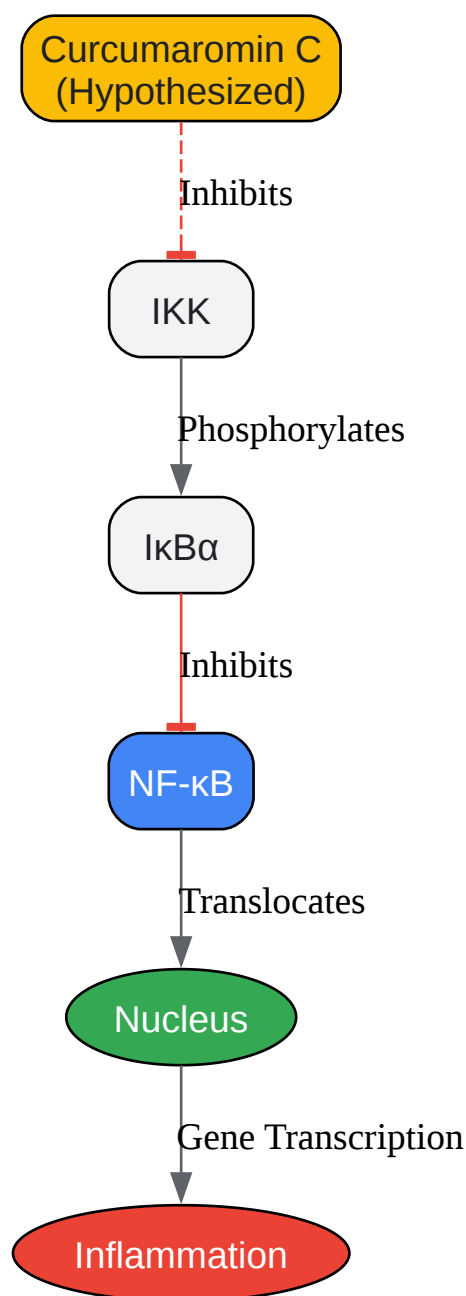 Curcumaromin C
(Hypothesized)
Inhibits
IKK
Phosphorylates
IκBα
Inhibits
NF-κB
Translocates
Nucleus
Gene Transcription
Inflammation